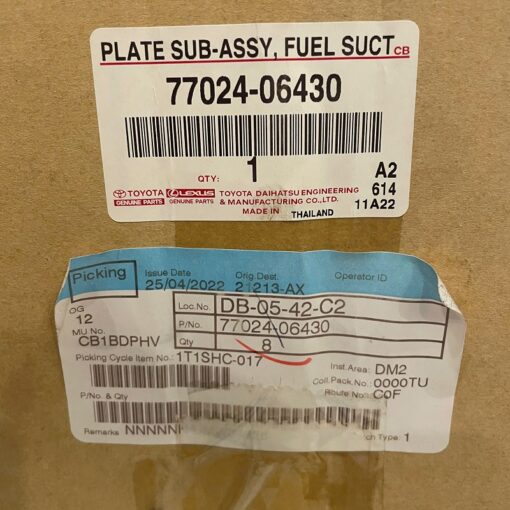 PLATE SUB-ASSY, FUEL SUCT CB
77024-06430
QTY: 1 A2
TOYOTA LEXUS TOYOTA DAIHATSU ENGINEERING 614
GENUINE PARTS GENUINE PARTS & MANUFACTURING CO.,LTD. 11A22
MADE IN THAILAND
Picking Issue Date Orig.Dest. Operator ID
25/04/2022 21213-AX
OG
12
MU No.
CB1BDPHV
Loc.No. DB-05-42-C2
P/No. 77024-06430
Qty 8
Picking Cycle Item No. 1T1SHC-017
Inst.Area: DM2
Coll.Pack.No.: 0000TU
Route No.: C0F
P/No. & Qty
Remarks NNNNN
Type: 1